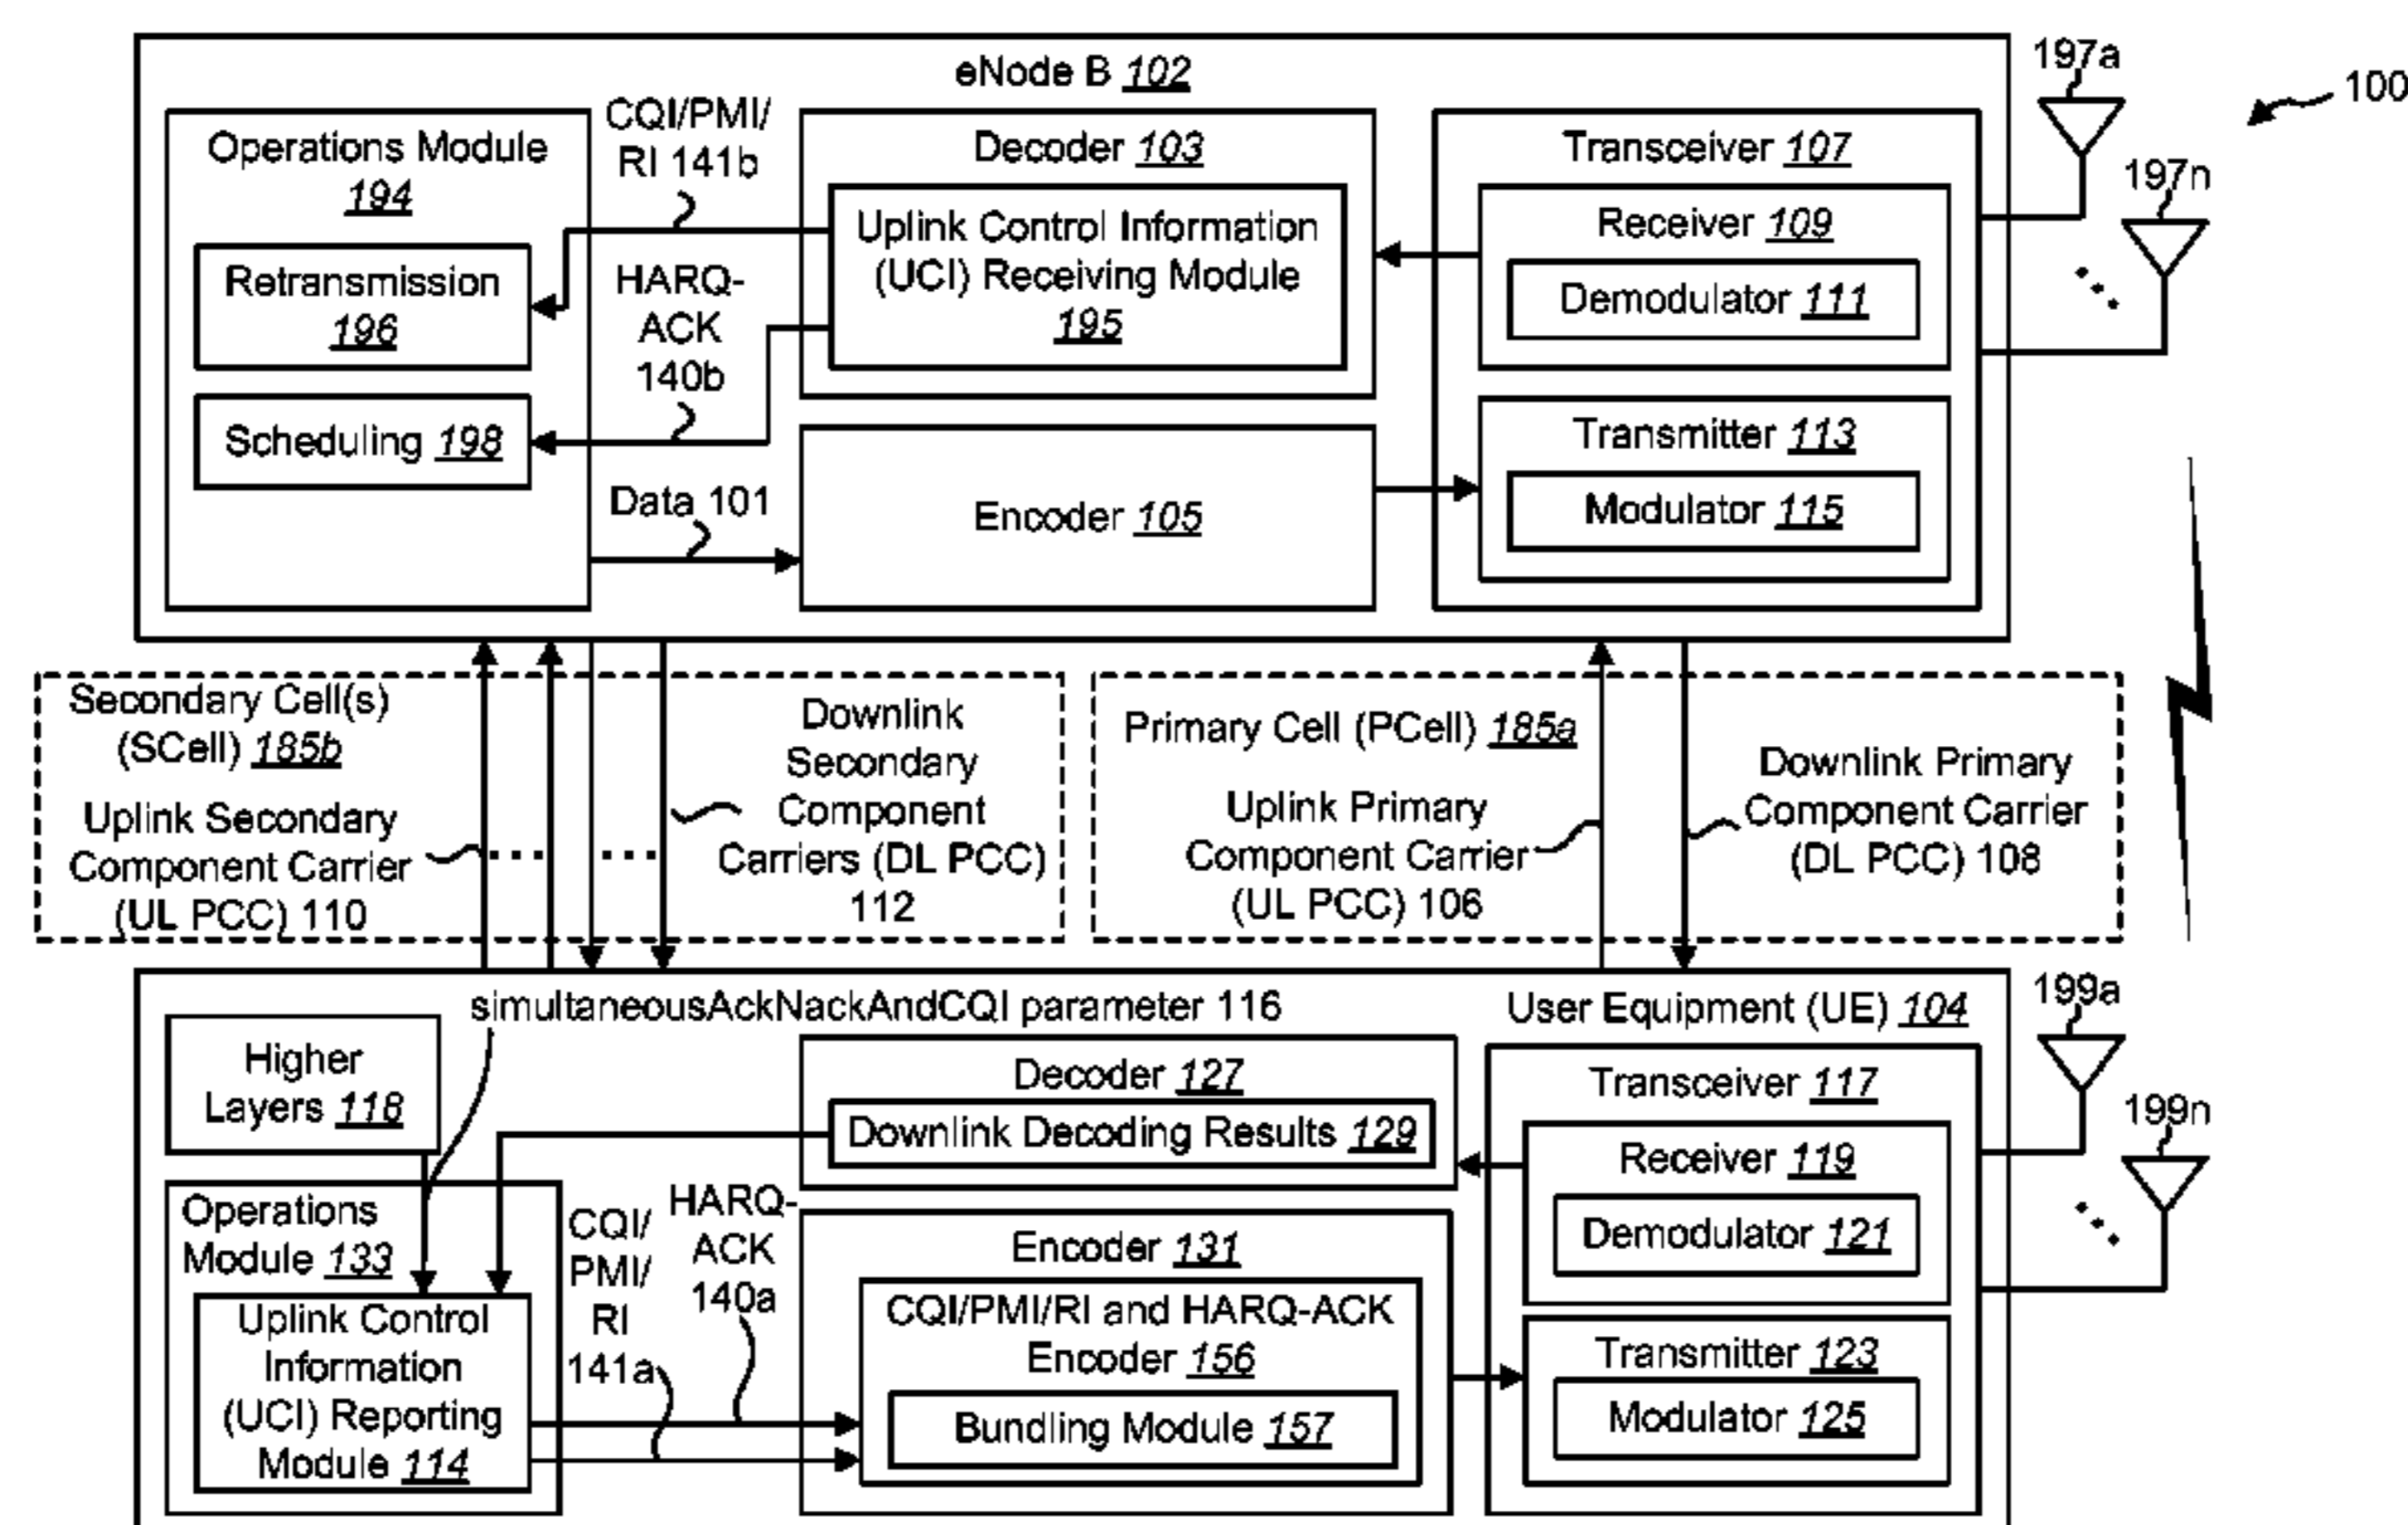 eNode B 102
197a
100
197n
Operations Module
194
Retransmission
196
Scheduling 198
CQI/PMI/
RI 141b
HARQ-
ACK
140b
Data 101
Decoder 103
Uplink Control Information
(UCI) Receiving Module
195
Encoder 105
Transceiver 107
Receiver 109
Demodulator 111
Transmitter 113
Modulator 115
Secondary Cell(s)
(SCell) 185b
Uplink Secondary
Component Carrier
(UL PCC) 110
Downlink
Secondary
Component
Carriers (DL PCC)
112
Primary Cell (PCell) 185a
Uplink Primary
Component Carrier
(UL PCC) 106
Downlink Primary
Component Carrier
(DL PCC) 108
simultaneousAckNackAndCQI parameter 116
User Equipment (UE) 104
199a
199n
Higher
Layers 118
Operations
Module 133
Uplink Control
Information
(UCI) Reporting
Module 114
CQI/
PMI/
RI
141a
HARQ-
ACK
140a
Decoder 127
Downlink Decoding Results 129
Encoder 131
CQI/PMI/RI and HARQ-ACK
Encoder 156
Bundling Module 157
Transceiver 117
Receiver 119
Demodulator 121
Transmitter 123
Modulator 125